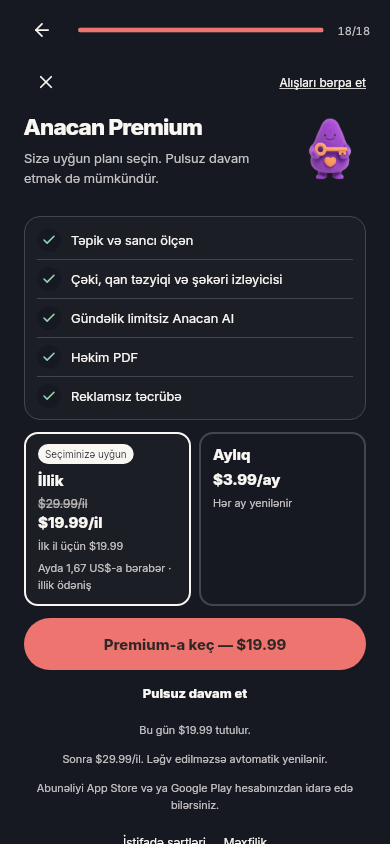 18/18
Alışları bərpa et
Anacan Premium
Sizə uyğun planı seçin. Pulsuz davam
etmək də mümkündür.
Təpik və sancı ölçən
Çəki, qan təzyiqi və şəkəri izləyicisi
Gündəlik limitsiz Anacan AI
Həkim PDF
Reklamsız təcrübə
Seçiminizə uyğun
İllik
$29.99/il
$19.99/il
İlk il üçün $19.99
Ayda 1,67 US$-a bərabər ·
illik ödəniş
Aylıq
$3.99/ay
Hər ay yenilənir
Premium-a keç — $19.99
Pulsuz davam et
Bu gün $19.99 tutulur.
Sonra $29.99/il. Ləğv edilməzsə avtomatik yenilənir.
Abunəliyi App Store və ya Google Play hesabınızdan idarə edə
bilərsiniz.
İstifadə şərtləri Məxfilik